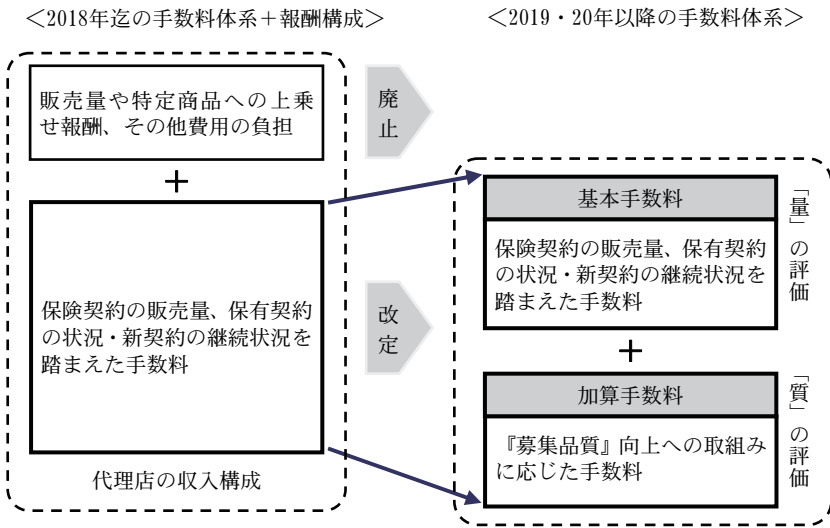 ＜2018年迄の手数料体系＋報酬構成＞
販売量や特定商品への上乗
せ報酬、その他費用の負担
＋
保険契約の販売量、保有契約
の状況・新契約の継続状況を
踏まえた手数料
代理店の収入構成
廃止
改定
＜2019・20年以降の手数料体系＞
基本手数料
保険契約の販売量、保有契約
の状況・新契約の継続状況を
踏まえた手数料
「量」の評価
＋
加算手数料
『募集品質』向上への取組み
に応じた手数料
「質」の評価